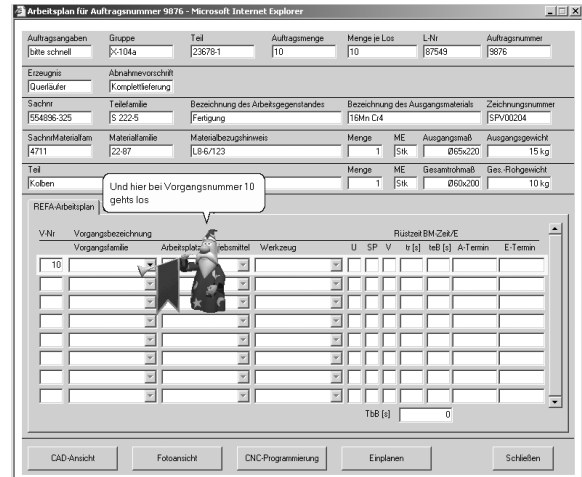 Arbeitsplan für Auftragsnummer 9876 - Microsoft Internet Explorer
Auftragsangaben Gruppe Teil Auftragsmenge Menge je Los L-Nr Auftragsnummer
bitte schnell X-104a 23678-1 10 10 87549 9876
Erzeugnis Abnahmevorschrift
Querläufer Komplettlieferung
Sachnr Teilefamilie Bezeichnung des Arbeitsgegenstandes Bezeichnung des Ausgangsmaterials Zeichnungsnummer
554896-325 S 222-5 Fertigung 16Mn Cr4 SPV00204
SachnrMaterialfam Materialfamilie Materialbezugshinweis Menge ME Ausgangsmaß Ausgangsgewicht
4711 22-87 L8-6/123 1 Stk Ø65x220 15 kg
Teil Menge ME Gesamtrohmaß Ges.-Rohgewicht
Kolben 1 Stk Ø60x200 10 kg
Und hier bei Vorgangsnummer 10
gehts los
REFA-Arbeitsplan
V-Nr Vorgangsbezeichnung Rüstzeit BM-Zeit/E
Vorgangsfamilie Arbeitsplatz Werkzeug U SP V tr [s] teB [s] A-Termin E-Termin
10
TbB [s] 0
CAD-Ansicht Fotoansicht CNC-Programmierung Einplanen Schließen